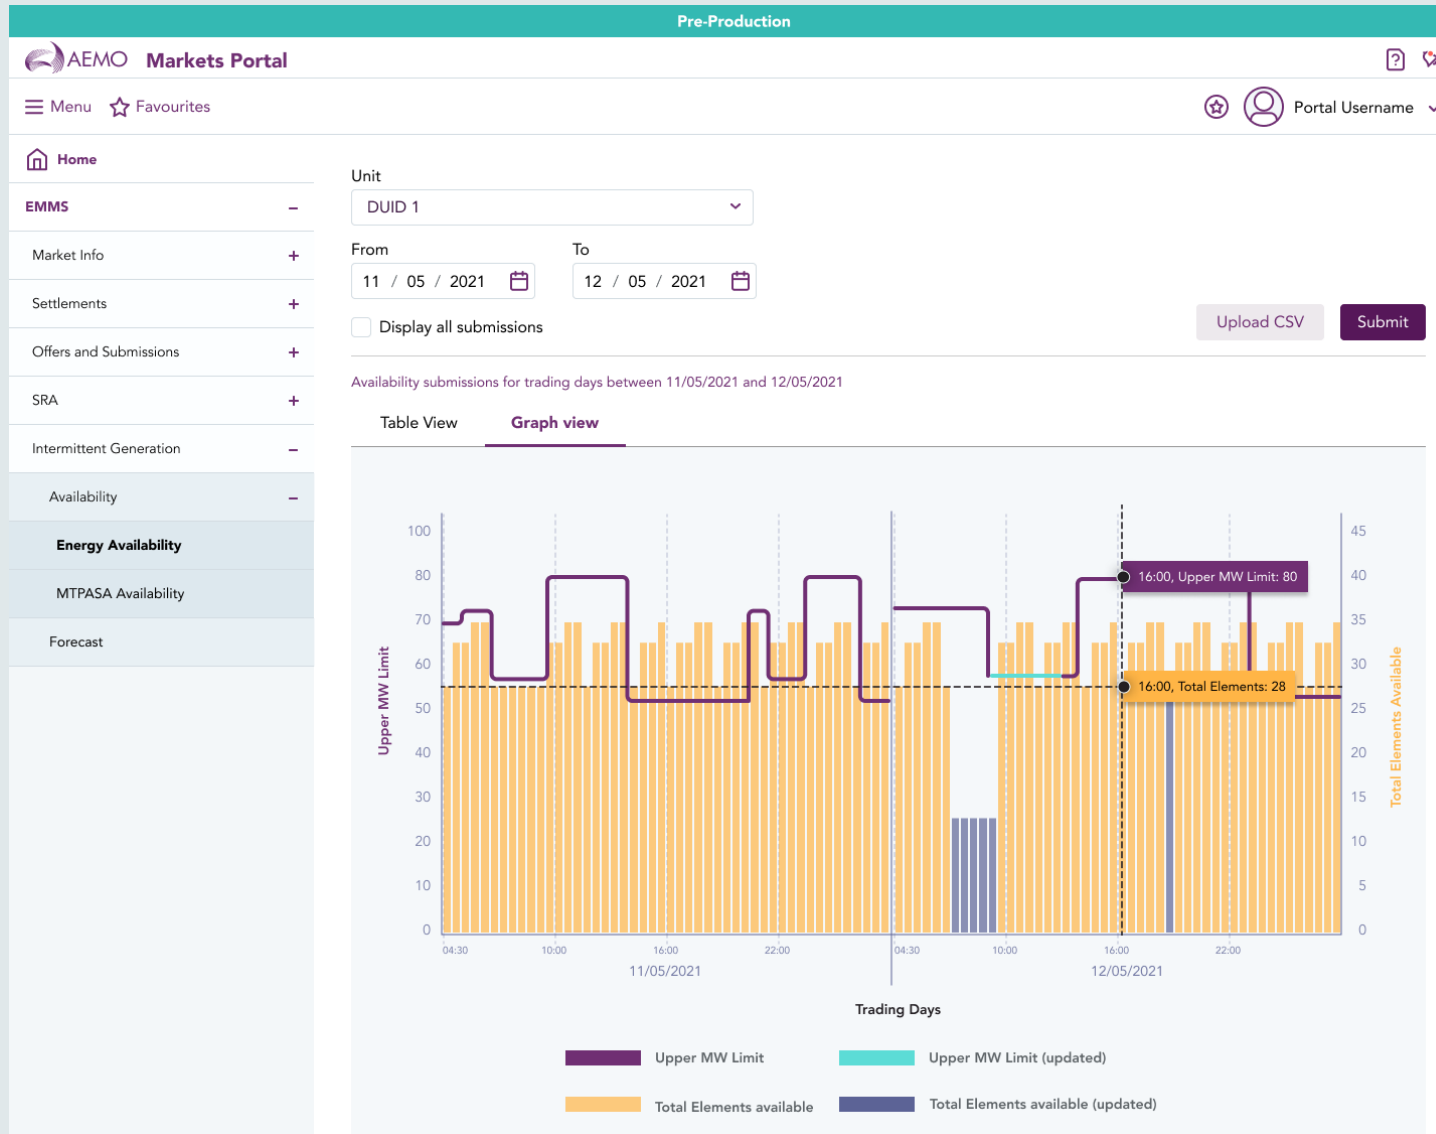 Pre-Production
AEMO Markets Portal
Menu Favourites Portal Username
Home
EMMS
Market Info
Settlements
Offers and Submissions
SRA
Intermittent Generation
Availability
Energy Availability
MTPASA Availability
Forecast
Unit
DUID 1
From To
11 / 05 / 2021 12 / 05 / 2021
Display all submissions
Upload CSV Submit
Availability submissions for trading days between 11/05/2021 and 12/05/2021
Table View Graph view
Upper MW Limit
100
80
70
60
50
40
30
20
10
0
16:00, Upper MW Limit: 80
16:00, Total Elements: 28
45
40
35
30
25
20
15
10
5
0
Total Elements Available
04:30 10:00 16:00 22:00 04:30 10:00 16:00 22:00
11/05/2021 12/05/2021
Trading Days
Upper MW Limit Upper MW Limit (updated)
Total Elements available Total Elements available (updated)